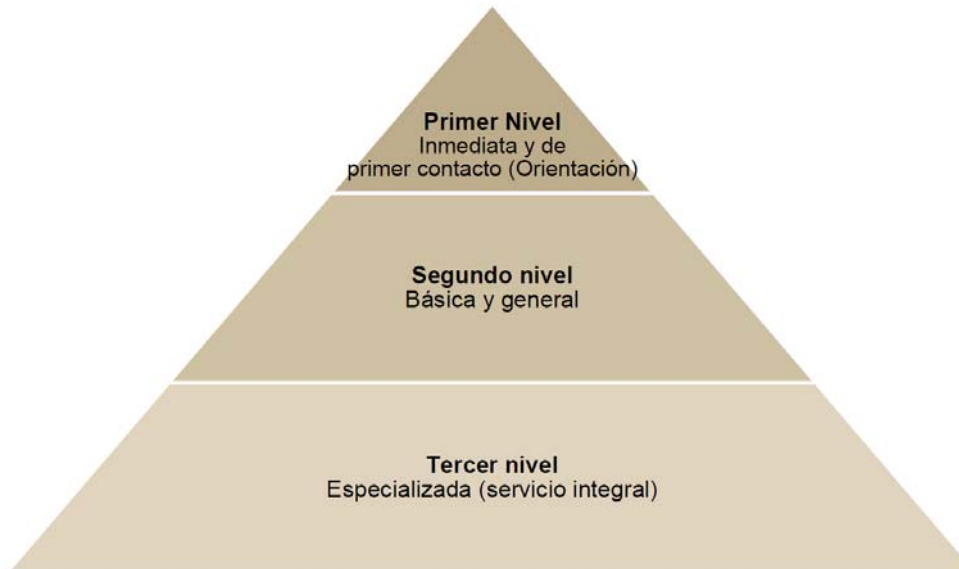 Primer Nivel
Inmediata y de
primer contacto (Orientación)
Segundo nivel
Básica y general
Tercer nivel
Especializada (servicio integral)